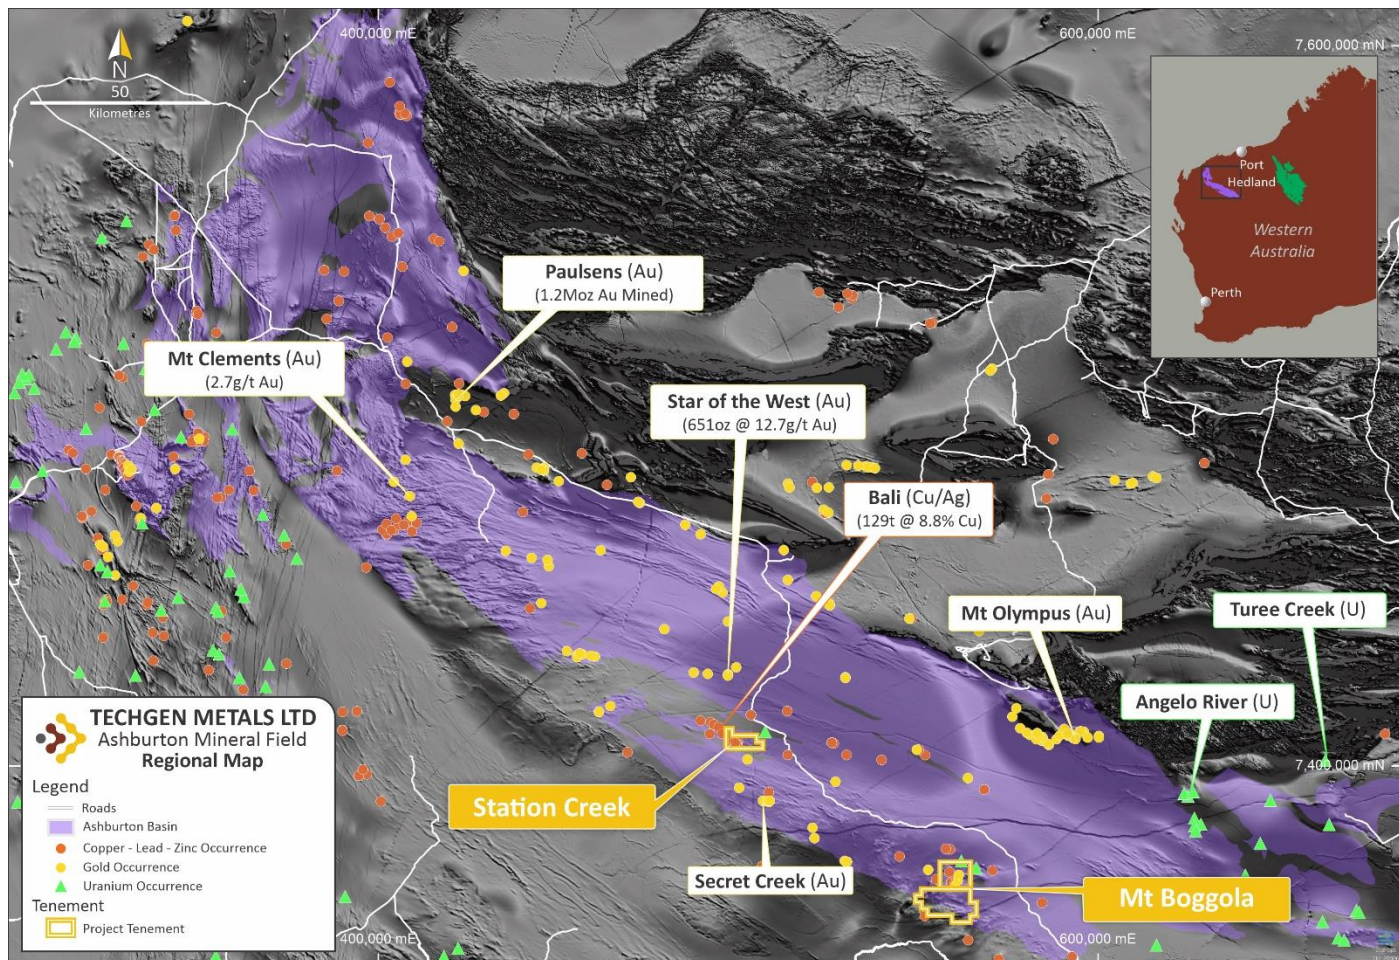 400,000 mE
600,000 mE
7,600,000 mN
N
50
Kilometres
Port
Hedland
Western
Australia
Perth
Paulsens (Au)
(1.2Moz Au Mined)
Mt Clements (Au)
(2.7g/t Au)
Star of the West (Au)
(651oz @ 12.7g/t Au)
Bali (Cu/Ag)
(129t @ 8.8% Cu)
Mt Olympus (Au)
Turee Creek (U)
Angelo River (U)
7,400,000 mN
Station Creek
Secret Creek (Au)
Mt Boggola
TECHGEN METALS LTD
Ashburton Mineral Field
Regional Map
Legend
Roads
Ashburton Basin
Copper - Lead - Zinc Occurrence
Gold Occurrence
Uranium Occurrence
Tenement
Project Tenement
400,000 mE
600,000 mE